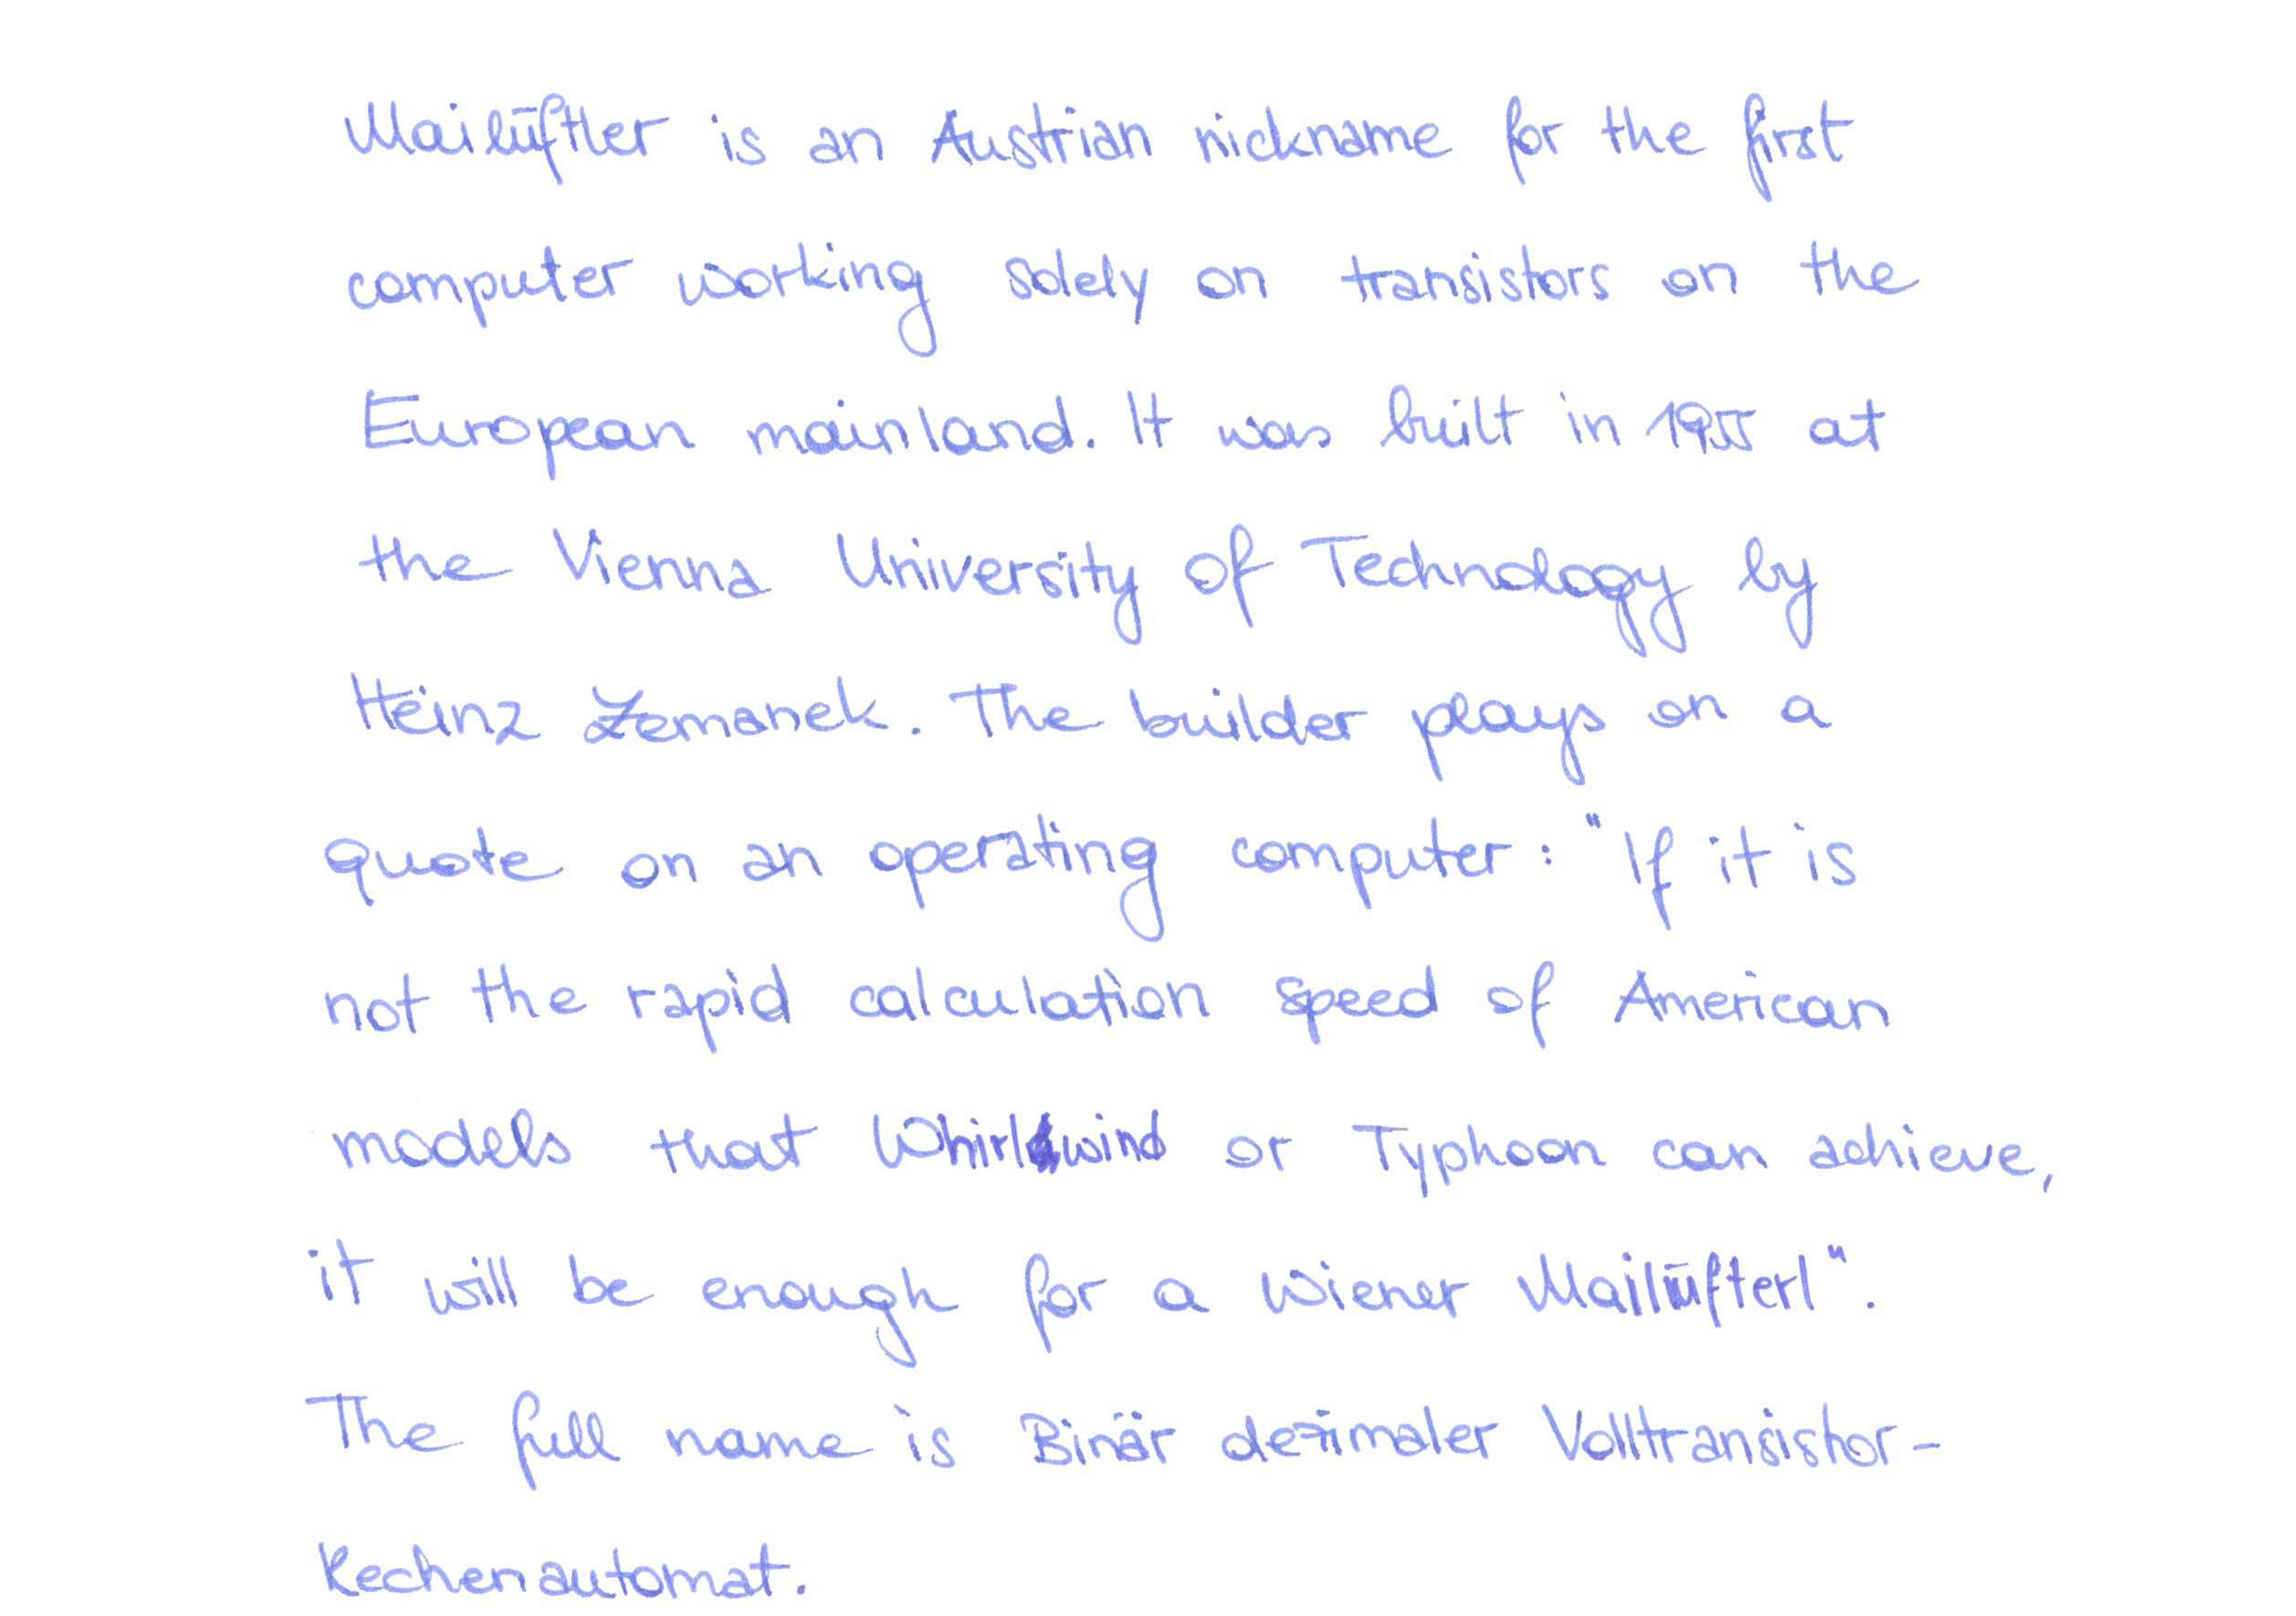 Mailüftler is an Austrian nickname for the first
computer working solely on transistors on the
European mainland. It was built in 1955 at
the Vienna University of Technology by
Heinz Zemanek. The builder plays on a
quote on an operating computer: "If it is
not the rapid calculation speed of American
models that Whirlwind or Typhoon can achieve,
it will be enough for a Wiener Mailüfterl".
The full name is Binär dezimaler Volltransistor-
Rechenautomat.